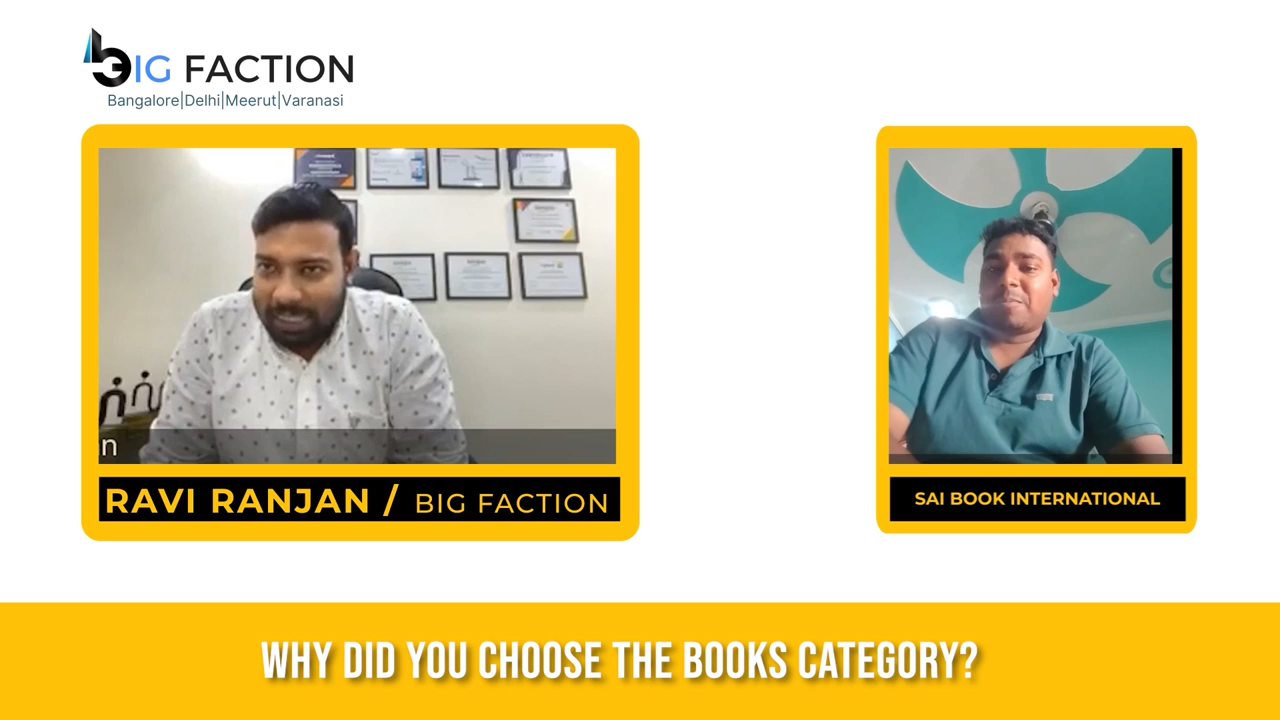 BIG FACTION
Bangalore|Delhi|Meerut|Varanasi
n
RAVI RANJAN / BIG FACTION
SAI BOOK INTERNATIONAL
WHY DID YOU CHOOSE THE BOOKS CATEGORY?